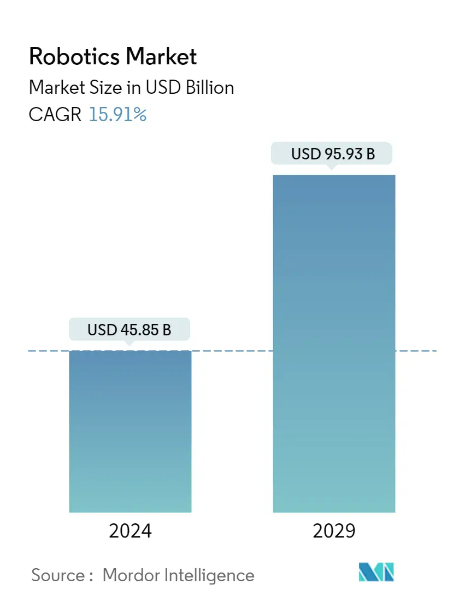 Robotics Market
Market Size in USD Billion
CAGR 15.91%
USD 95.93 B
USD 45.85 B
2024
2029
Source : Mordor Intelligence